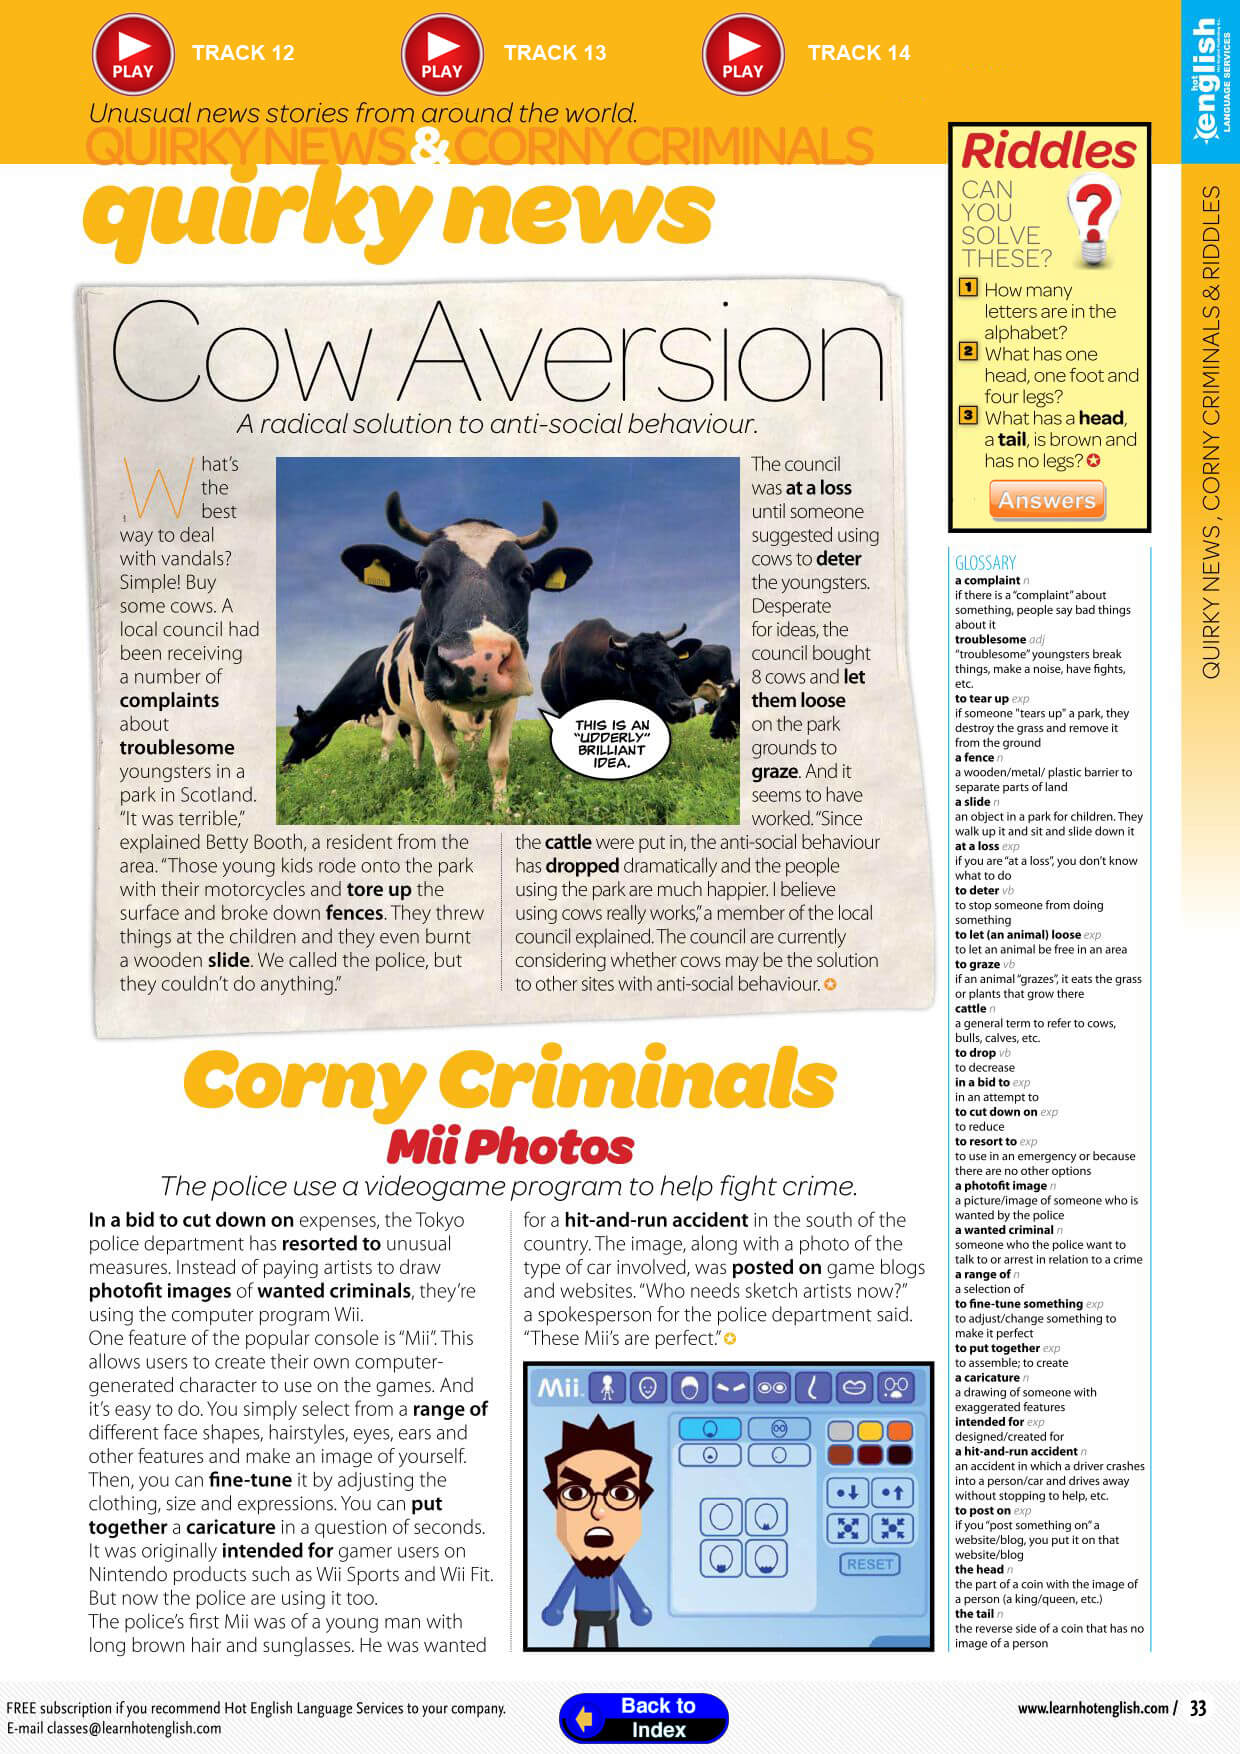 PLAY
TRACK 12
PLAY
TRACK 13
PLAY
TRACK 14
Unusual news stories from around the world.
QUIRKY NEWS & CORNY CRIMINALS
quirky news
Cow Aversion
A radical solution to anti-social behaviour.
What's
the
best
way to deal
with vandals?
Simple! Buy
some cows. A
local council had
been receiving
a number of
complaints
about
troublesome
youngsters in a
park in Scotland.
"It was terrible,"
explained Betty Booth, a resident from the
area. "Those young kids rode onto the park
with their motorcycles and tore up the
surface and broke down fences. They threw
things at the children and they even burnt
a wooden slide. We called the police, but
they couldn't do anything."
THIS IS AN
"UDDERLY"
BRILLIANT
IDEA.
The council
was at a loss
until someone
suggested using
cows to deter
the youngsters.
Desperate
for ideas, the
council bought
8 cows and let
them loose
on the park
grounds to
graze. And it
seems to have
worked. "Since
the cattle were put in, the anti-social behaviour
has dropped dramatically and the people
using the park are much happier. I believe
using cows really works," a member of the local
council explained. The council are currently
considering whether cows may be the solution
to other sites with anti-social behaviour.
Corny Criminals
Mii Photos
The police use a videogame program to help fight crime.
In a bid to cut down on expenses, the Tokyo
police department has resorted to unusual
measures. Instead of paying artists to draw
photofit images of wanted criminals, they're
using the computer program Wii.
One feature of the popular console is "Mii". This
allows users to create their own computer-
generated character to use on the games. And
it's easy to do. You simply select from a range of
different face shapes, hairstyles, eyes, ears and
other features and make an image of yourself.
Then, you can fine-tune it by adjusting the
clothing, size and expressions. You can put
together a caricature in a question of seconds.
It was originally intended for gamer users on
Nintendo products such as Wii Sports and Wii Fit.
But now the police are using it too.
The police's first Mii was of a young man with
long brown hair and sunglasses. He was wanted
for a hit-and-run accident in the south of the
country. The image, along with a photo of the
type of car involved, was posted on game blogs
and websites. "Who needs sketch artists now?"
a spokesperson for the police department said.
"These Mii's are perfect."
Mii
RESET
Riddles
CAN
YOU
SOLVE
THESE?
1 How many
letters are in the
alphabet?
2 What has one
head, one foot and
four legs?
3 What has a head,
a tail, is brown and
has no legs?
Answers
GLOSSARY
a complaint n
if there is a "complaint" about
something, people say bad things
about it
troublesome adj
"troublesome" youngsters break
things, make a noise, have fights,
etc.
to tear up exp
if someone "tears up" a park, they
destroy the grass and remove it
from the ground
a fence n
a wooden/metal/ plastic barrier to
separate parts of land
a slide n
an object in a park for children. They
walk up it and sit and slide down it
at a loss exp
if you are "at a loss", you don't know
what to do
to deter vb
to stop someone from doing
something
to let (an animal) loose exp
to let an animal be free in an area
to graze vb
if an animal "grazes", it eats the grass
or plants that grow there
cattle n
a general term to refer to cows,
bulls, calves, etc.
to drop vb
to decrease
in a bid to exp
in an attempt to
to cut down on exp
to reduce
to resort to exp
to use in an emergency or because
there are no other options
a photofit image n
a picture/image of someone who is
wanted by the police
a wanted criminal n
someone who the police want to
talk to or arrest in relation to a crime
a range of n
a selection of
to fine-tune something exp
to adjust/change something to
make it perfect
to put together exp
to assemble; to create
a caricature n
a drawing of someone with
exaggerated features
intended for exp
designed/created for
a hit-and-run accident n
an accident in which a driver crashes
into a person/car and drives away
without stopping to help, etc.
to post on exp
if you "post something on" a
website/blog, you put it on that
website/blog
the head n
the part of a coin with the image of
a person (a king/queen, etc.)
the tail n
the reverse side of a coin that has no
image of a person
hot
english
LANGUAGE SERVICES
QUIRKY NEWS , CORNY CRIMINALS & RIDDLES
FREE subscription if you recommend Hot English Language Services to your company.
E-mail classes@learnhotenglish.com
Back to
Index
www.learnhotenglish.com / 33